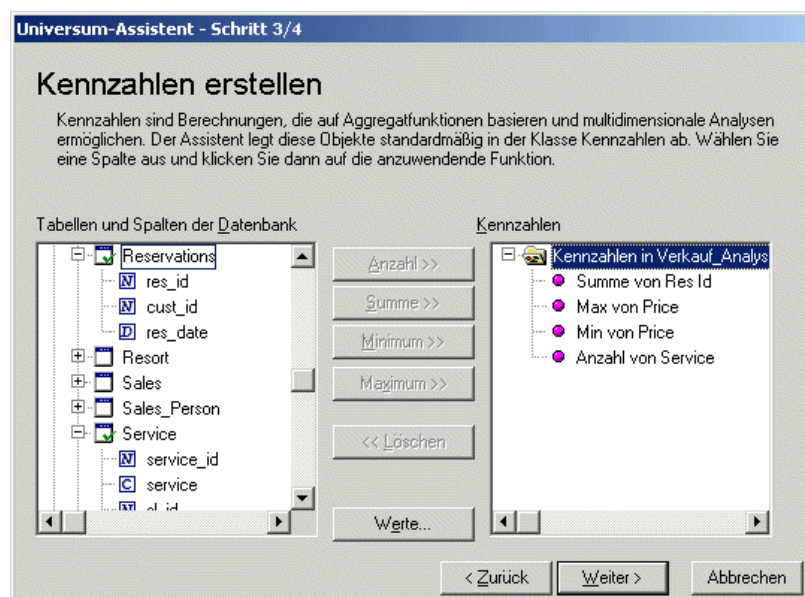 Universum-Assistent - Schritt 3/4
Kennzahlen erstellen
Kennzahlen sind Berechnungen, die auf Aggregatfunktionen basieren und multidimensionale Analysen
ermöglichen. Der Assistent legt diese Objekte standardmäßig in der Klasse Kennzahlen ab. Wählen Sie
eine Spalte aus und klicken Sie dann auf die anzuwendende Funktion.
Tabellen und Spalten der Datenbank
Reservations
N res_id
N cust_id
D res_date
Resort
Sales
Sales_Person
Service
N service_id
C service
Anzahl >>
Summe >>
Minimum >>
Maximum >>
<< Löschen
Werte...
Kennzahlen
Kennzahlen in Verkauf_Analys
Summe von Res Id
Max von Price
Min von Price
Anzahl von Service
< Zurück
Weiter >
Abbrechen